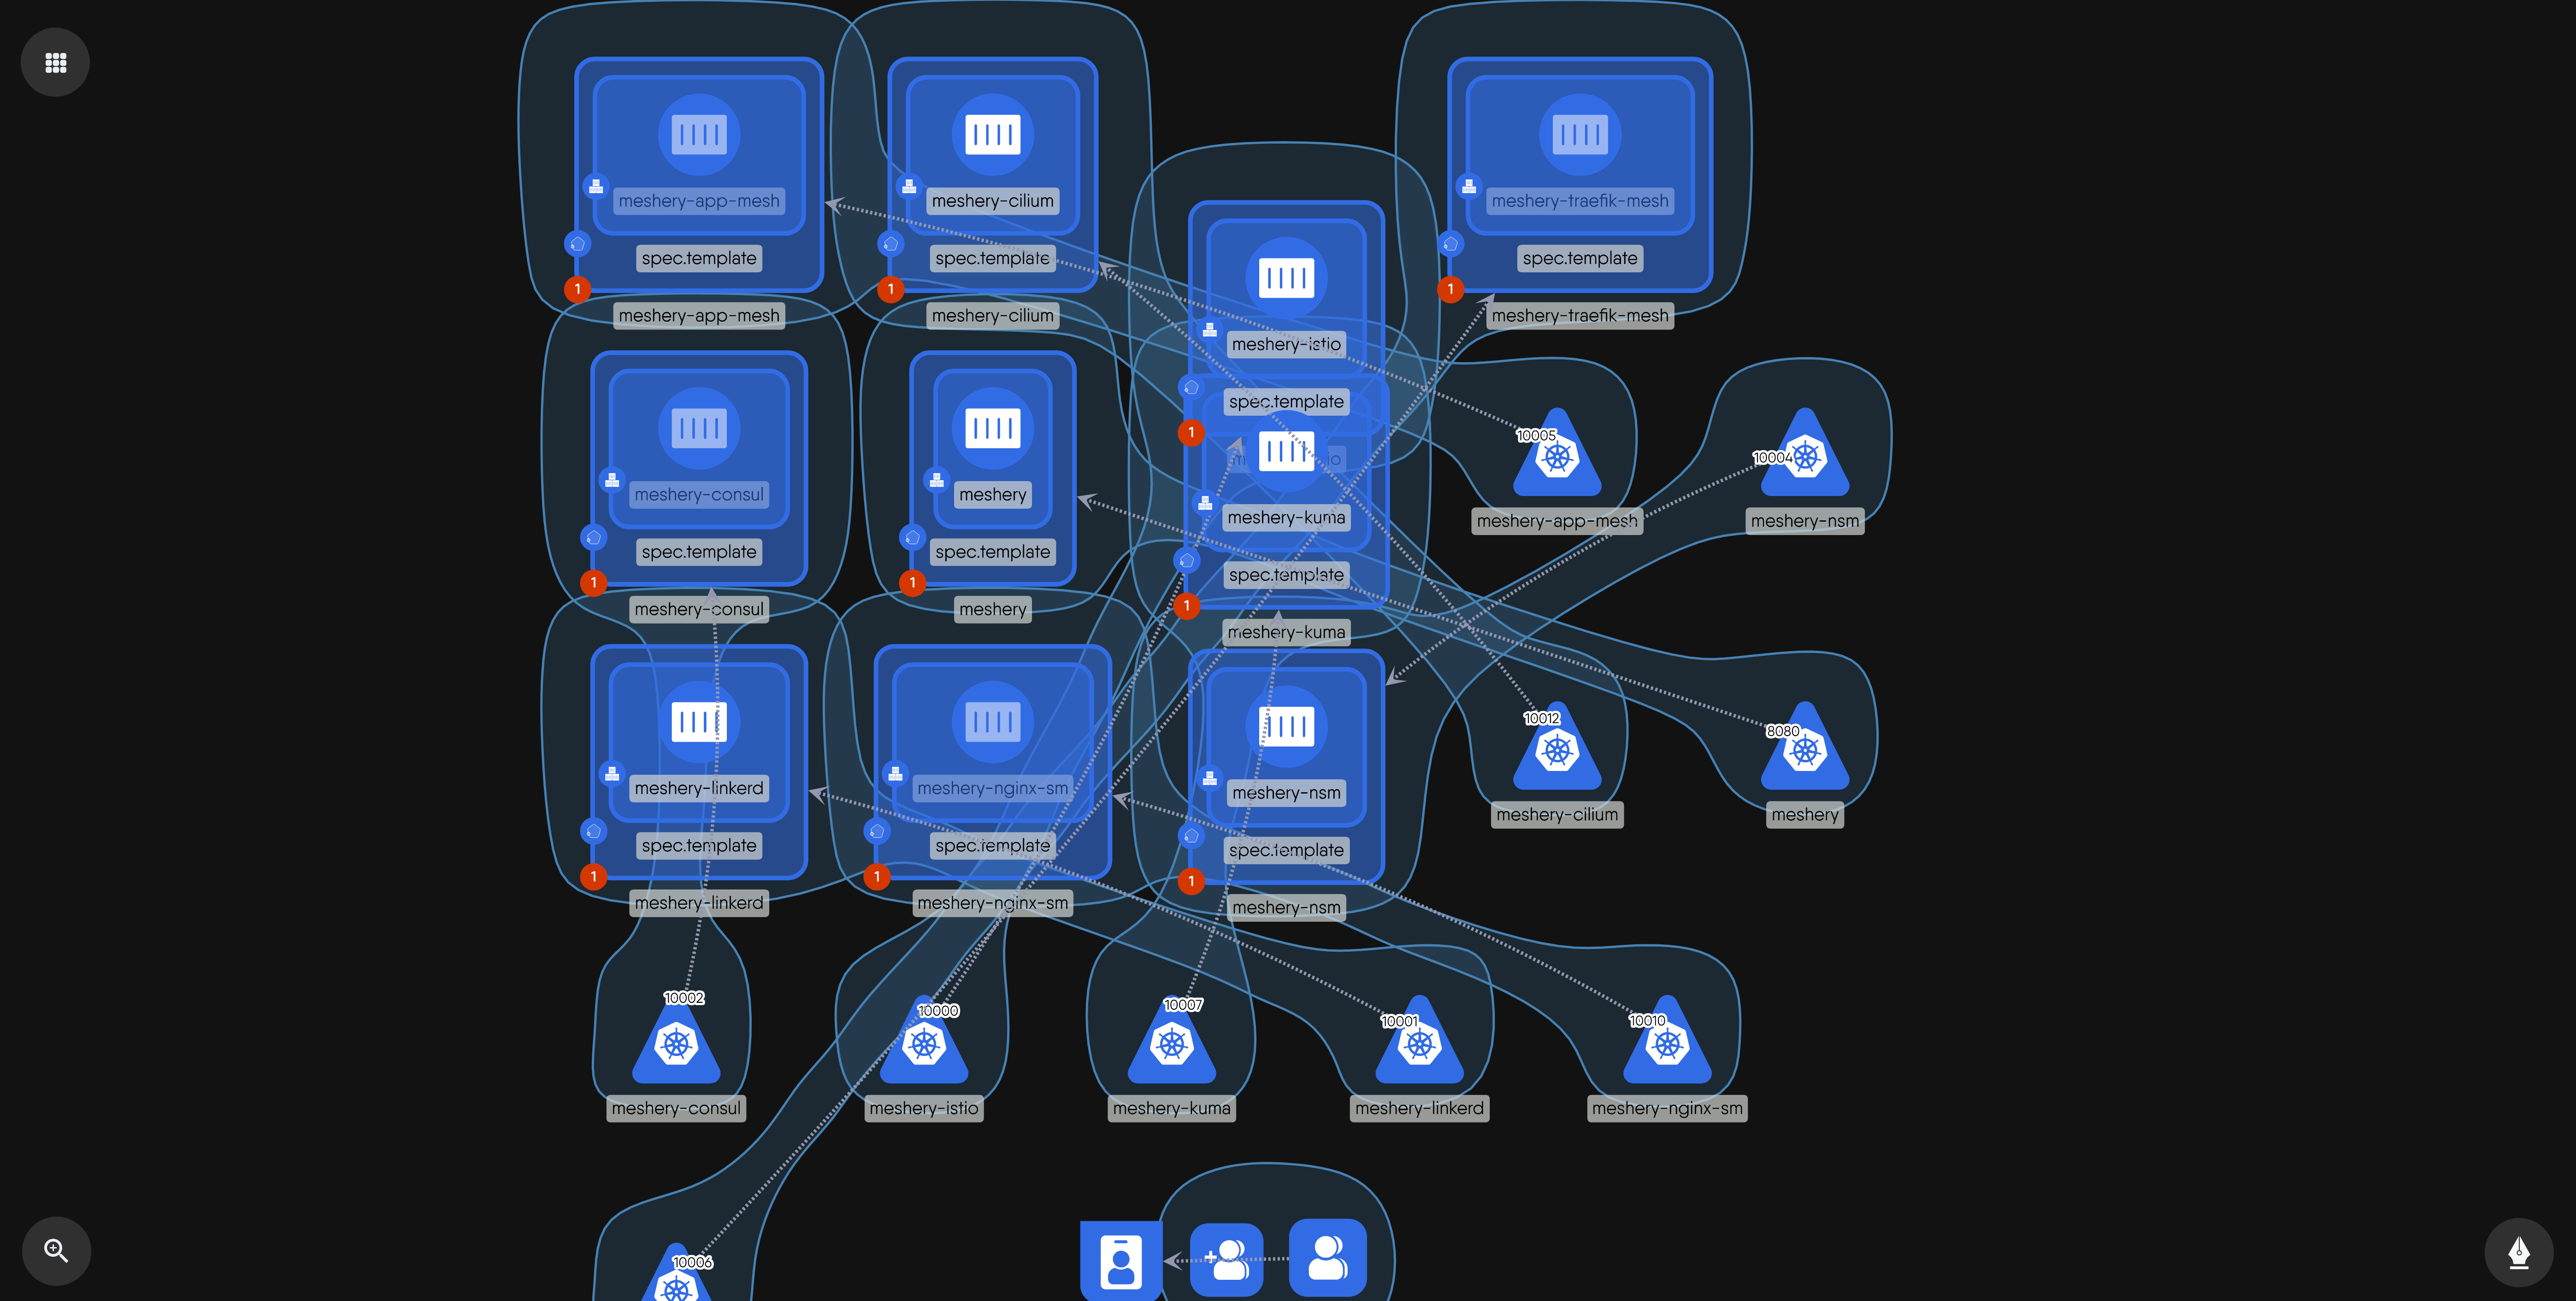 meshery-app-mesh
spec.template
1
meshery-app-mesh
meshery-cilium
spec.template
1
meshery-cilium
meshery-traefik-mesh
spec.template
1
meshery-traefik-mesh
meshery-istio
spec.template
1
meshery-consul
spec.template
1
meshery-consul
meshery
spec.template
1
meshery
meshery-kuma
spec.template
1
meshery-kuma
10005
meshery-app-mesh
10004
meshery-nsm
meshery-linkerd
spec.template
1
meshery-linkerd
meshery-nginx-sm
spec.template
1
meshery-nginx-sm
meshery-nsm
spec.template
1
meshery-nsm
10012
meshery-cilium
8080
meshery
10002
meshery-consul
10000
meshery-istio
10007
meshery-kuma
10001
meshery-linkerd
10010
meshery-nginx-sm
10006